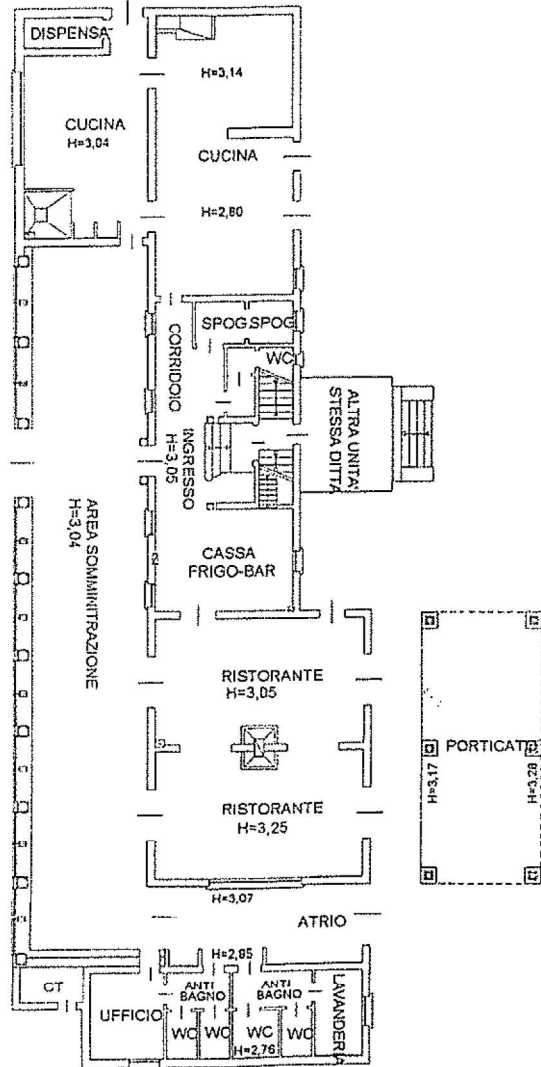 DISPENSA
H=3,14
CUCINA
H=3,04
CUCINA
H=2,80
SPOG.
SPOG
WC
CORRIDOIO
INGRESSO
H=3,05
ALTRA UNITA'
STESSA DITTA
AREA SOMMINITRAZIONE
H=3,04
CASSA
FRIGO-BAR
RISTORANTE
H=3,05
PORTICATO
H=3,17
H=3,28
RISTORANTE
H=3,25
H=3,07
ATRIO
H=2,85
CT
UFFICIO
ANTI
BAGNO
ANTI
BAGNO
LAVANDERIA
WC
WC
WC
WC
H=2,76